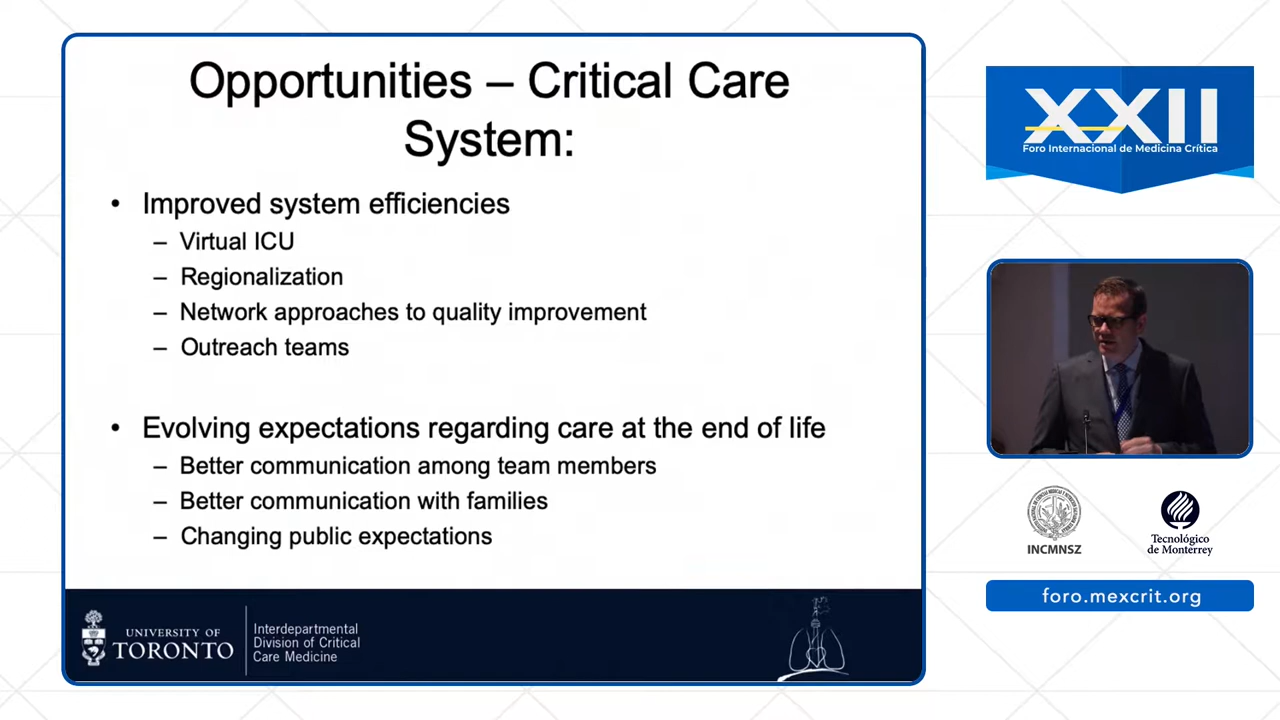 Opportunities – Critical Care
System:
• Improved system efficiencies
– Virtual ICU
– Regionalization
– Network approaches to quality improvement
– Outreach teams
• Evolving expectations regarding care at the end of life
– Better communication among team members
– Better communication with families
– Changing public expectations
UNIVERSITY OF
TORONTO
Interdepartmental
Division of Critical
Care Medicine
XXII
Foro Internacional de Medicina Crítica
INCMNSZ
Tecnológico
de Monterrey
foro.mexcrit.org